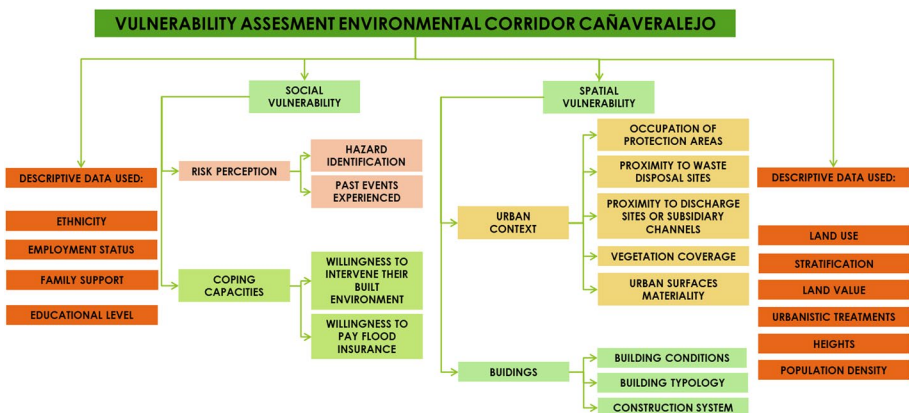 VULNERABILITY ASSESMENT ENVIRONMENTAL CORRIDOR CAÑAVERALEJO
SOCIAL
VULNERABILITY
SPATIAL
VULNERABILITY
DESCRIPTIVE DATA USED:
ETHNICITY
EMPLOYMENT STATUS
FAMILY SUPPORT
EDUCATIONAL LEVEL
RISK PERCEPTION
HAZARD
IDENTIFICATION
PAST EVENTS
EXPERIENCED
COPING
CAPACITIES
WILLINGNESS TO
INTERVENE THEIR
BUILT
ENVIRONMENT
WILLINGNESS TO
PAY FLOOD
INSURANCE
URBAN
CONTEXT
OCCUPATION OF
PROTECTION AREAS
PROXIMITY TO WASTE
DISPOSAL SITES
PROXIMITY TO DISCHARGE
SITES OR SUBSIDIARY
CHANNELS
VEGETATION COVERAGE
URBAN SURFACES
MATERIALITY
BUIDINGS
BUILDING CONDITIONS
BUILDING TYPOLOGY
CONSTRUCTION SYSTEM
DESCRIPTIVE DATA USED:
LAND USE
STRATIFICATION
LAND VALUE
URBANISTIC TREATMENTS
HEIGHTS
POPULATION DENSITY